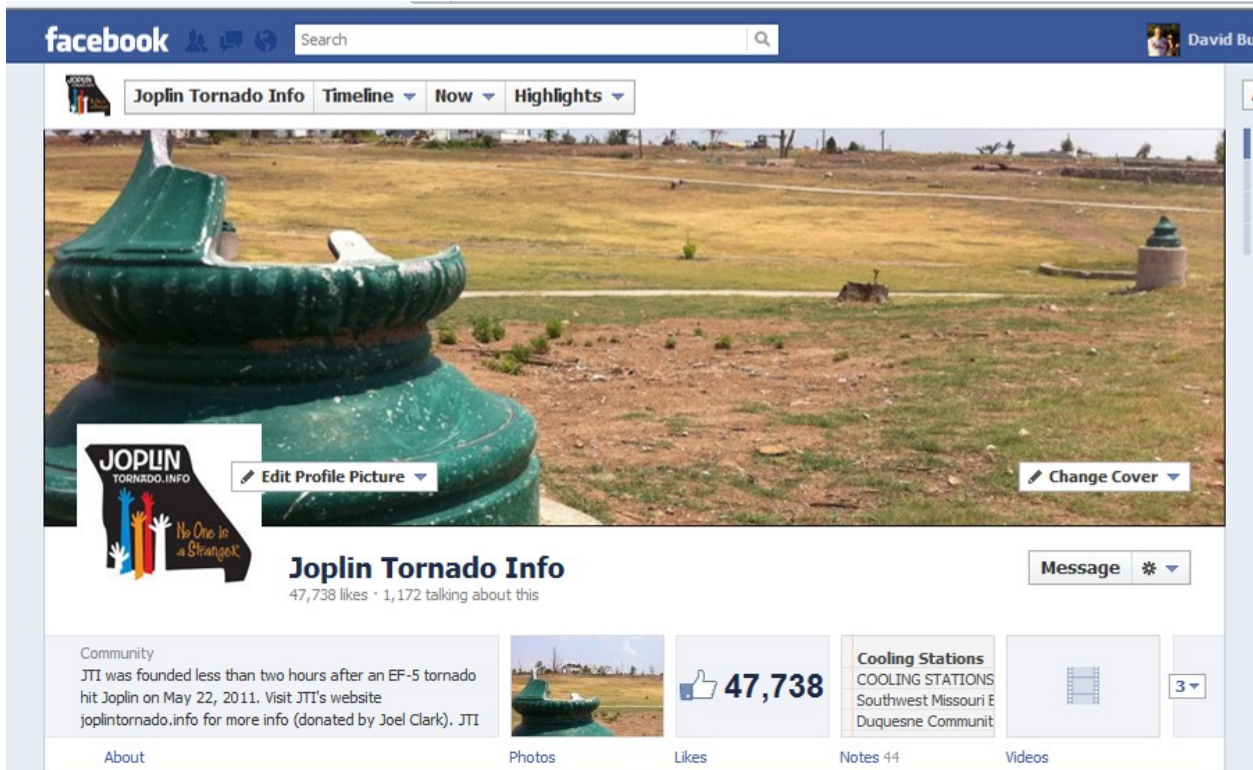 facebook
Search
David Bu
JOPLIN
Joplin Tornado Info
Timeline
Now
Highlights
JOPLIN
TORNADO.INFO
No One is
a Stranger
Edit Profile Picture
Change Cover
Joplin Tornado Info
47,738 likes · 1,172 talking about this
Message
Community
JTI was founded less than two hours after an EF-5 tornado
hit Joplin on May 22, 2011. Visit JTI's website
joplintornado.info for more info (donated by Joel Clark). JTI
47,738
Cooling Stations
COOLING STATIONS
Southwest Missouri E
Duquesne Communit
3
About
Photos
Likes
Notes 44
Videos